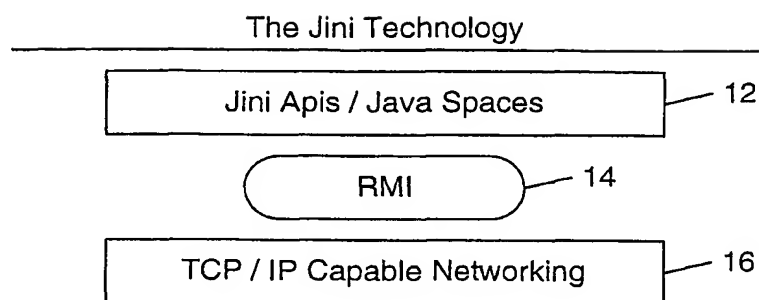 The Jini Technology
Jini Apis / Java Spaces
12
RMI
14
TCP / IP Capable Networking
16